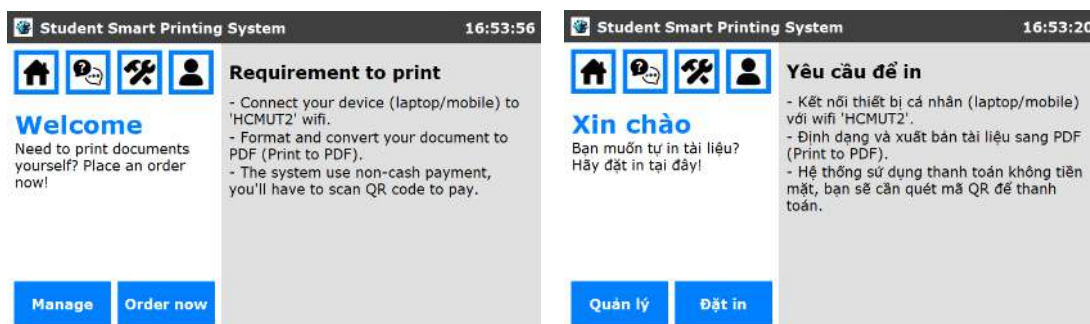 Student Smart Printing System 16:53:56
Requirement to print
- Connect your device (laptop/mobile) to
'HCMUT2' wifi.
- Format and convert your document to
PDF (Print to PDF).
- The system use non-cash payment,
you'll have to scan QR code to pay.
Welcome
Need to print documents
yourself? Place an order
now!
Manage Order now
Student Smart Printing System 16:53:20
Yêu cầu để in
- Kết nối thiết bị cá nhân (laptop/mobile)
với wifi 'HCMUT2'.
- Định dạng và xuất bản tài liệu sang PDF
(Print to PDF).
- Hệ thống sử dụng thanh toán không tiền
mặt, bạn sẽ cần quét mã QR để thanh
toán.
Xin chào
Bạn muốn tự in tài liệu?
Hãy đặt in tại đây!
Quản lý Đặt in